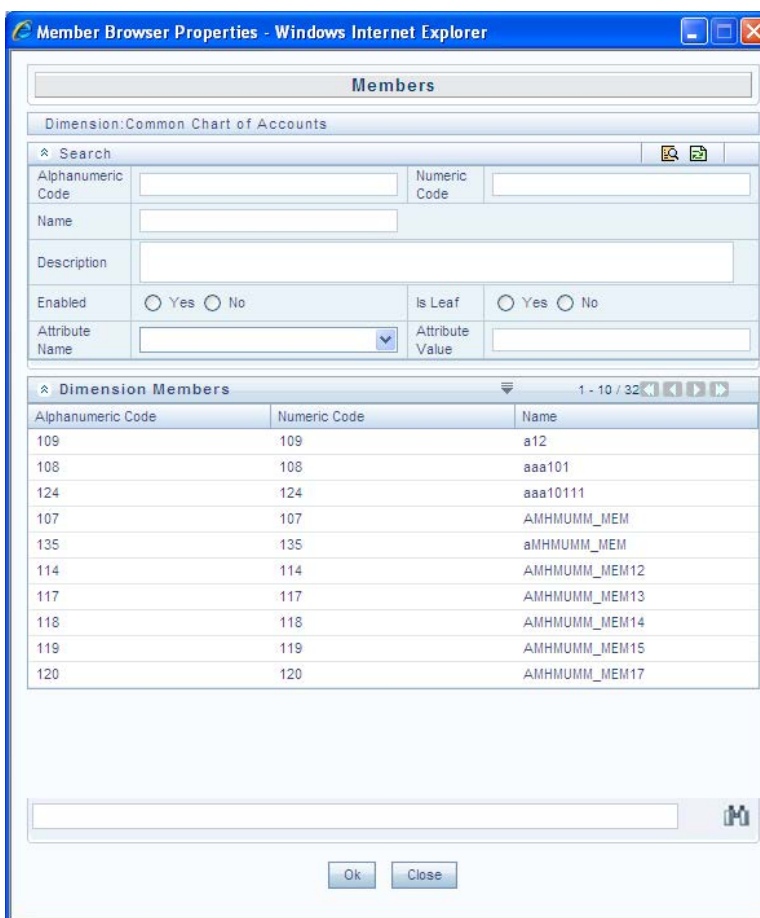 Member Browser Properties - Windows Internet Explorer
Members
Dimension:Common Chart of Accounts
Search
Alphanumeric Code
Numeric Code
Name
Description
Enabled Yes No Is Leaf Yes No
Attribute Name
Attribute Value
Dimension Members 1 - 10 / 32
Alphanumeric Code Numeric Code Name
109 109 a12
108 108 aaa101
124 124 aaa10111
107 107 AMHMUMM_MEM
135 135 aMHMUMM_MEM
114 114 AMHMUMM_MEM12
117 117 AMHMUMM_MEM13
118 118 AMHMUMM_MEM14
119 119 AMHMUMM_MEM15
120 120 AMHMUMM_MEM17
Ok Close